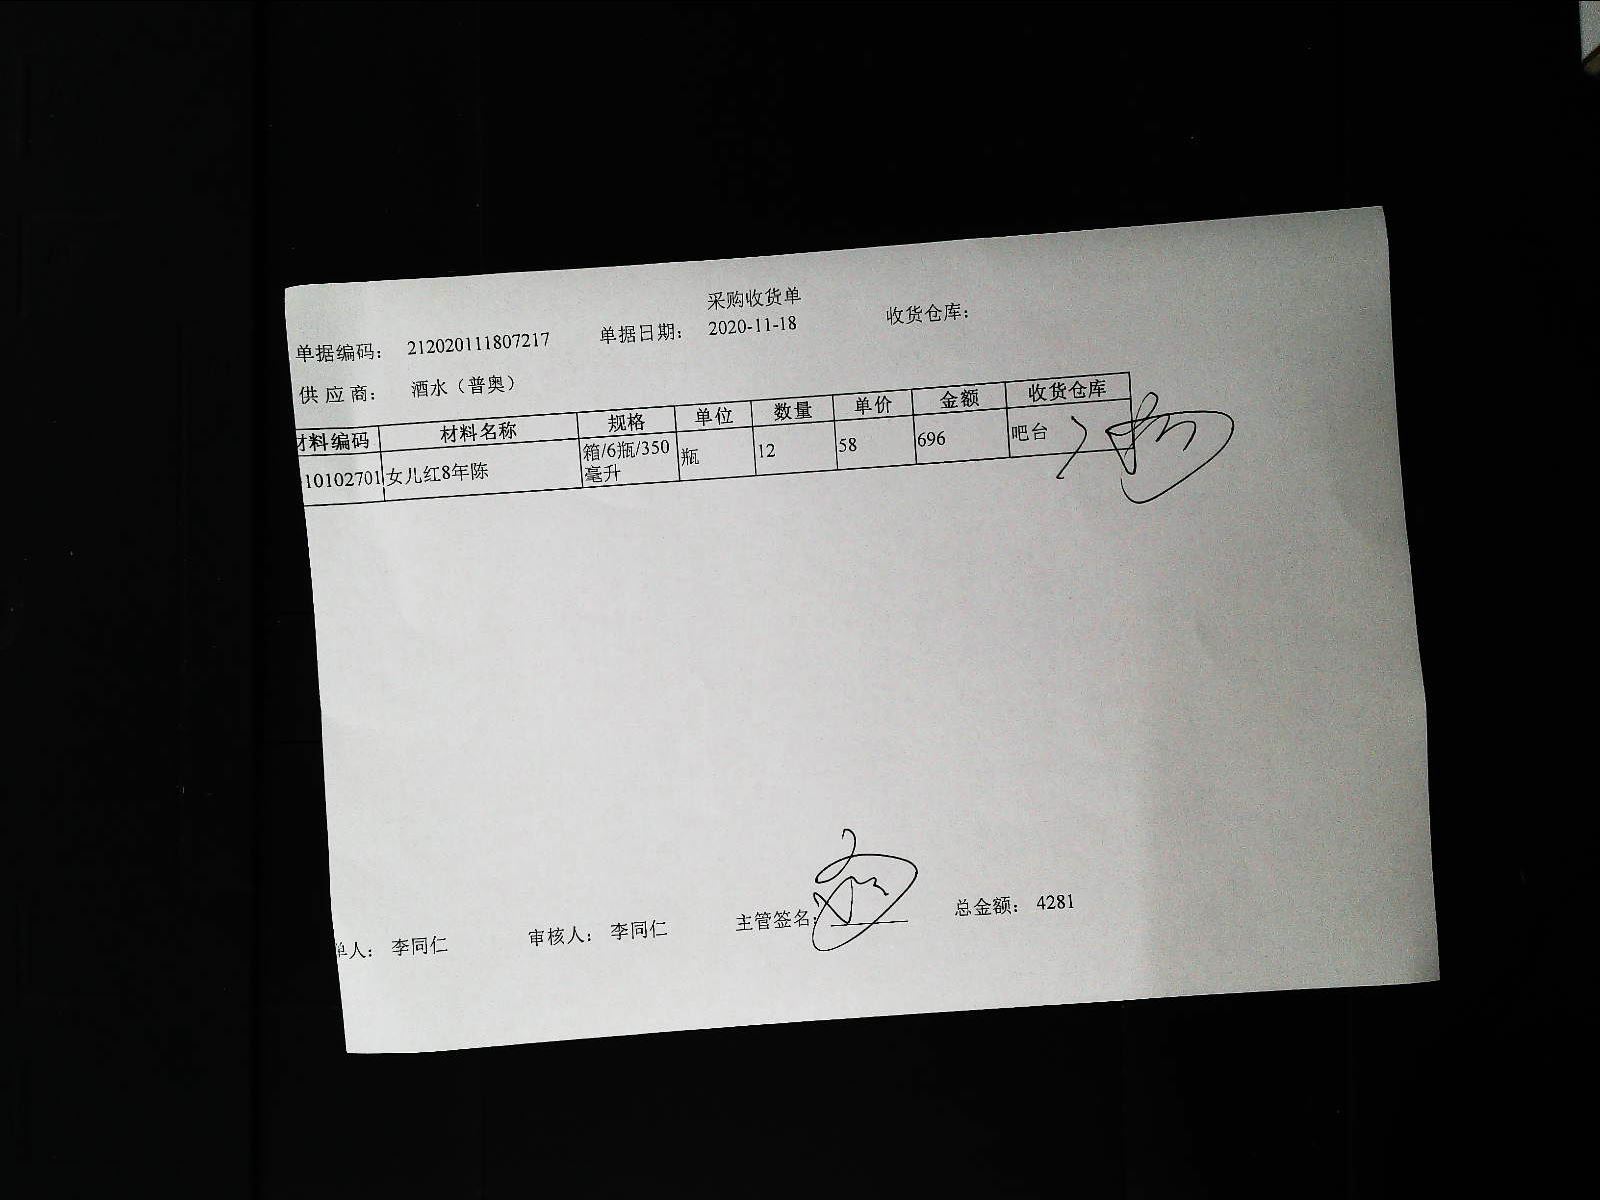 采购收货单
单据编码： 212020111807217 单据日期： 2020-11-18 收货仓库：
供 应 商： 酒水（普奥）
材料编码 材料名称 规格 单位 数量 单价 金额 收货仓库
10102701 女儿红8年陈 箱/6瓶/350毫升 瓶 12 58 696 吧台
单人： 李同仁 审核人： 李同仁 主管签名： 总金额： 4281